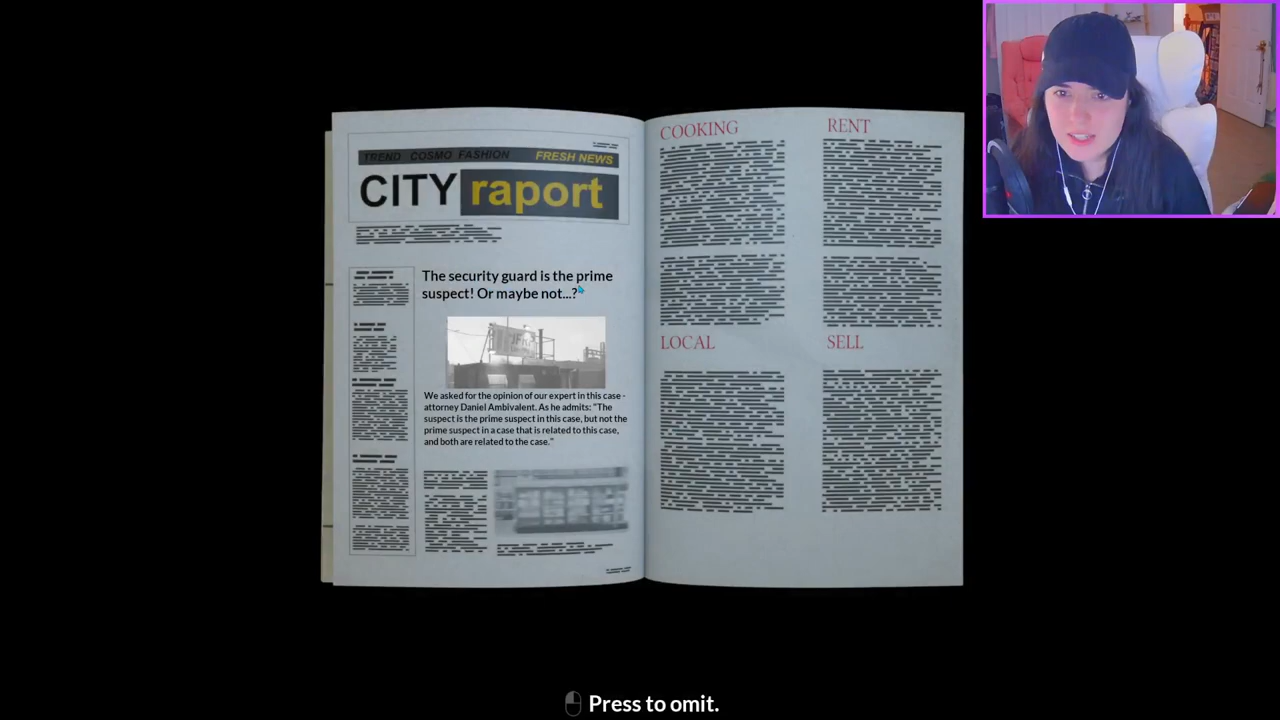 TREND COSMO FASHION FRESH NEWS
CITY raport
The security guard is the prime
suspect! Or maybe not...?
We asked for the opinion of our expert in this case -
attorney Daniel Ambivalent. As he admits: "The
suspect is the prime suspect in this case, but not the
prime suspect in a case that is related to this case,
and both are related to the case."
COOKING
LOCAL
RENT
SELL
Press to omit.